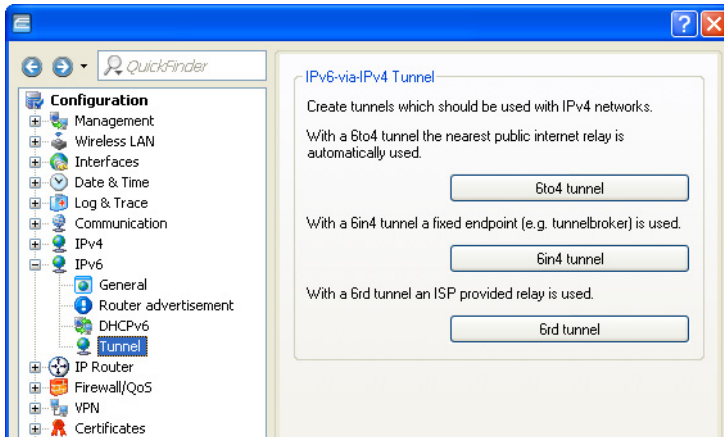 QuickFinder
Configuration
Management
Wireless LAN
Interfaces
Date & Time
Log & Trace
Communication
IPv4
IPv6
General
Router advertisement
DHCPv6
Tunnel
IP Router
Firewall/QoS
VPN
Certificates
IPv6-via-IPv4 Tunnel
Create tunnels which should be used with IPv4 networks.
With a 6to4 tunnel the nearest public internet relay is
automatically used.
6to4 tunnel
With a 6in4 tunnel a fixed endpoint (e.g. tunnelbroker) is used.
6in4 tunnel
With a 6rd tunnel an ISP provided relay is used.
6rd tunnel